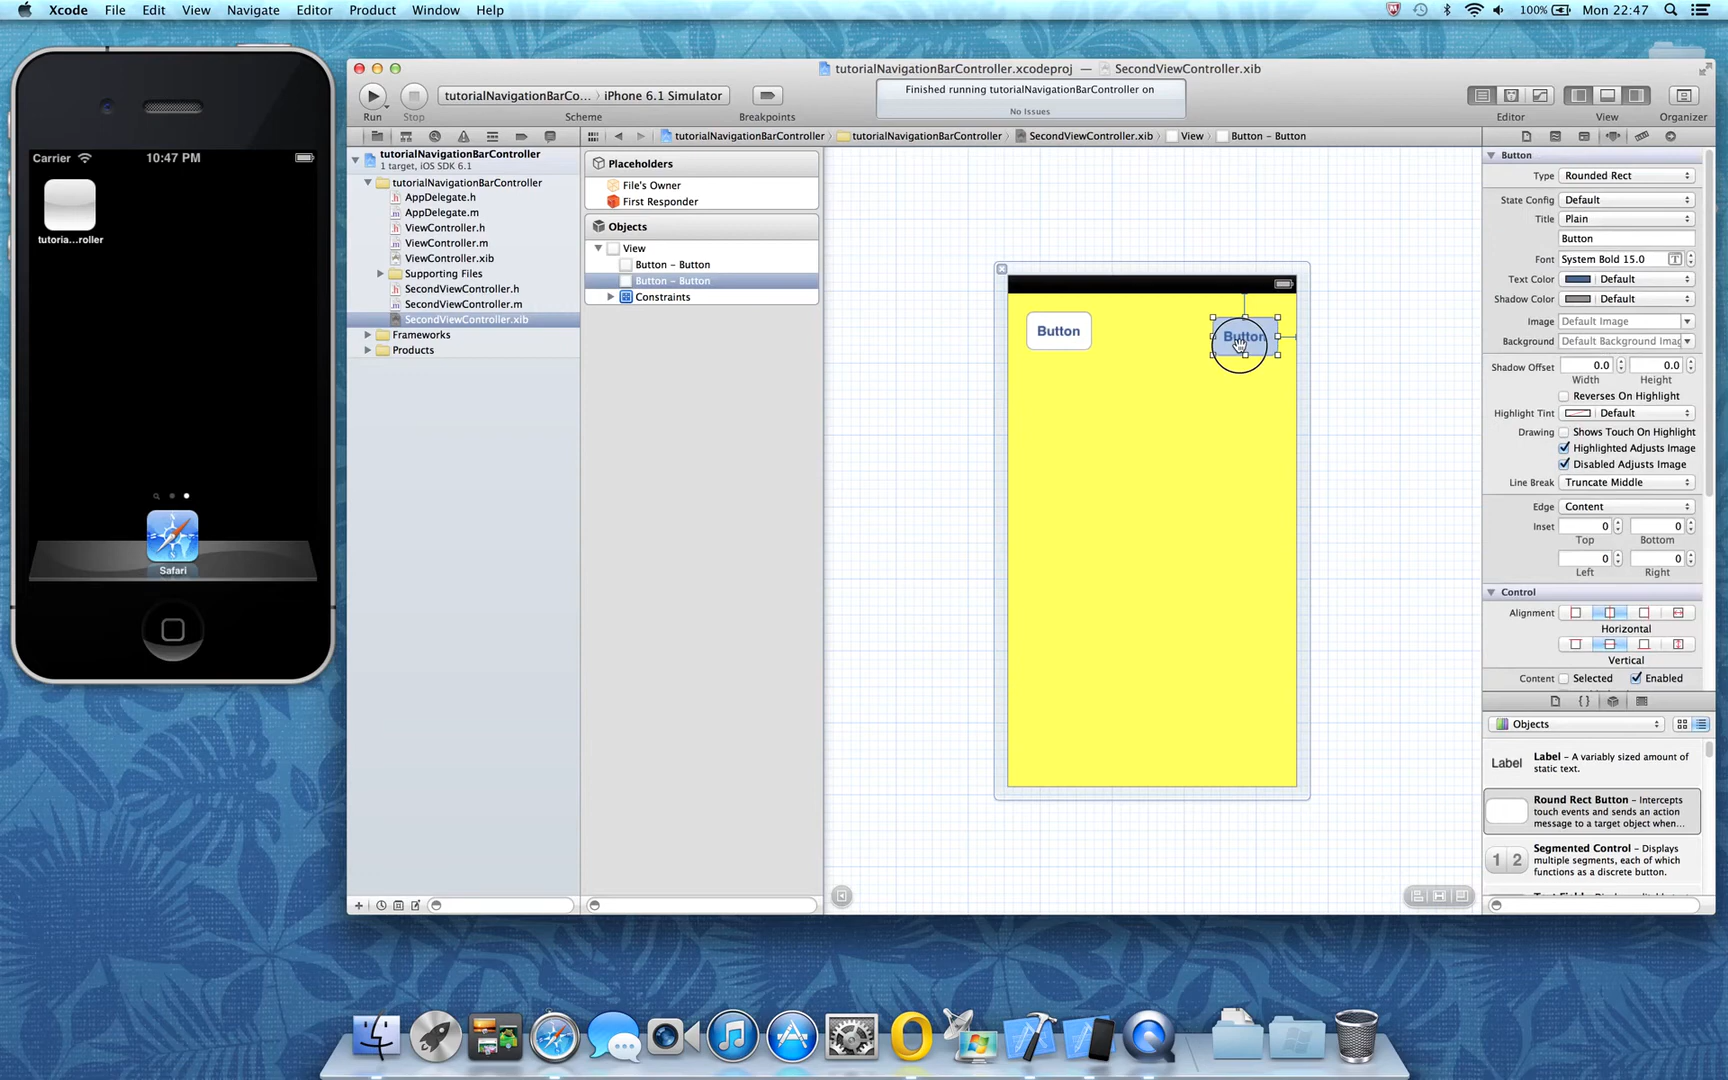 Xcode File Edit View Navigate Editor Product Window Help
100% Mon 22:47
tutorialNavigationBarController.xcodeproj — SecondViewController.xib
tutorialNavigationBarCo... iPhone 6.1 Simulator
Finished running tutorialNavigationBarController on
No Issues
Run Stop Scheme Breakpoints Editor View Organizer
tutorialNavigationBarController tutorialNavigationBarController SecondViewController.xib View Button – Button
Carrier 10:47 PM
tutoria...roller
Safari
tutorialNavigationBarController
1 target, iOS SDK 6.1
tutorialNavigationBarController
AppDelegate.h
AppDelegate.m
ViewController.h
ViewController.m
ViewController.xib
Supporting Files
SecondViewController.h
SecondViewController.m
SecondViewController.xib
Frameworks
Products
Placeholders
File's Owner
First Responder
Objects
View
Button – Button
Button – Button
Constraints
Button
Button
Button
Type Rounded Rect
State Config Default
Title Plain
Button
Font System Bold 15.0
Text Color Default
Shadow Color Default
Image Default Image
Background Default Background Imag
Shadow Offset 0.0 0.0
Width Height
Reverses On Highlight
Highlight Tint Default
Drawing Shows Touch On Highlight
Highlighted Adjusts Image
Disabled Adjusts Image
Line Break Truncate Middle
Edge Content
Inset 0 0
Top Bottom
0 0
Left Right
Control
Alignment
Horizontal
Vertical
Content Selected Enabled
Objects
Label
Label – A variably sized amount of
static text.
Round Rect Button – Intercepts
touch events and sends an action
message to a target object when...
1 2
Segmented Control – Displays
multiple segments, each of which
functions as a discrete button.